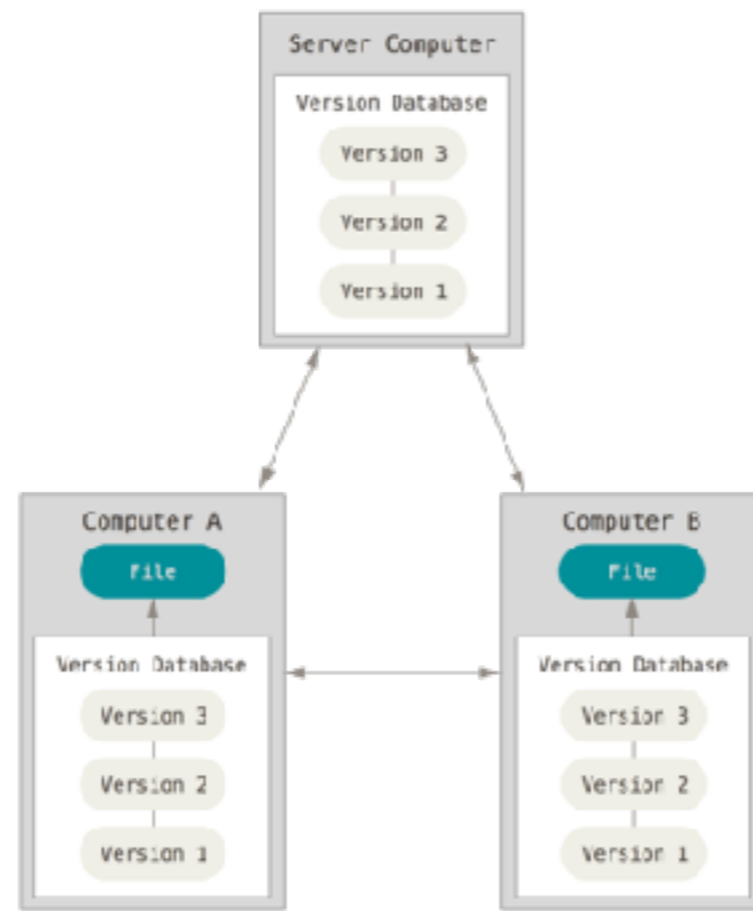 Server Computer
Version Database
Version 3
Version 2
Version 1
Computer A
File
Version Database
Version 3
Version 2
Version 1
Computer B
File
Version Database
Version 3
Version 2
Version 1